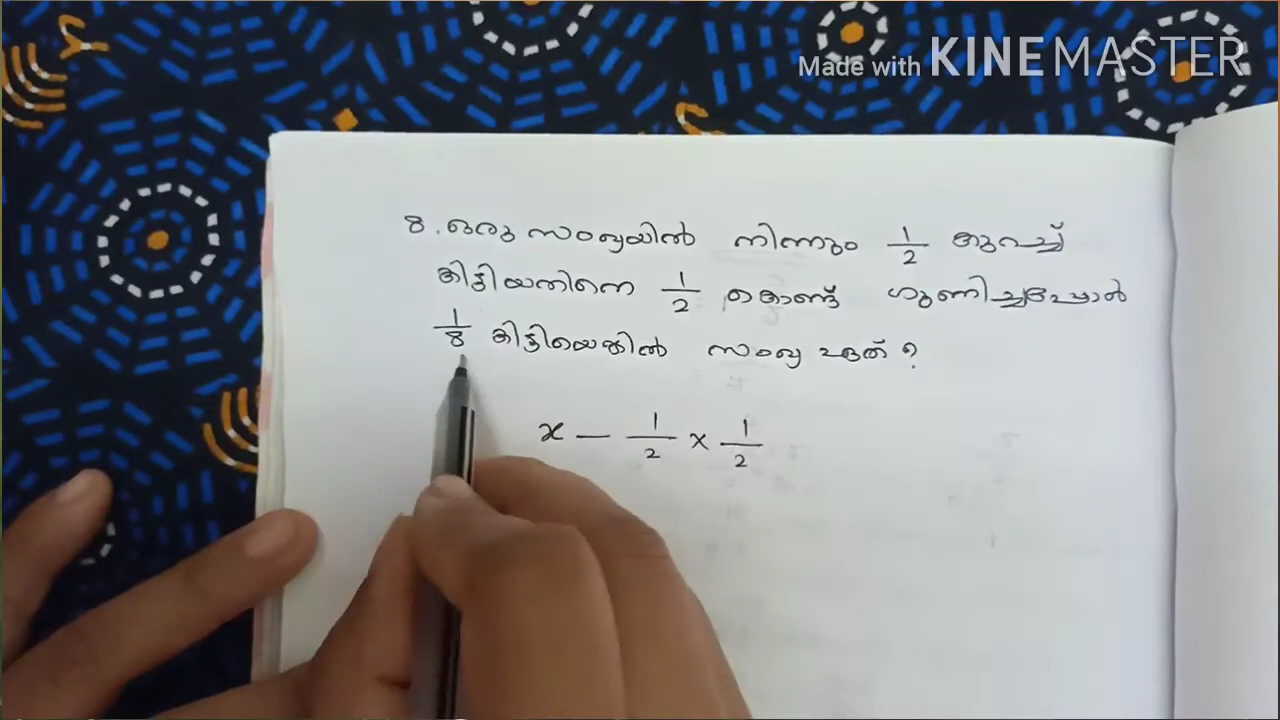 Made with KINEMASTER
8. ഒരു സംഖ്യയിൽ നിന്നും 1/2 കുറച്ച്
കിട്ടിയതിനെ 1/2 കൊണ്ട് ഗുണിച്ചപ്പോൾ
1/8 കിട്ടിയെങ്കിൽ സംഖ്യ ഏത് ?
x — 1/2 × 1/2